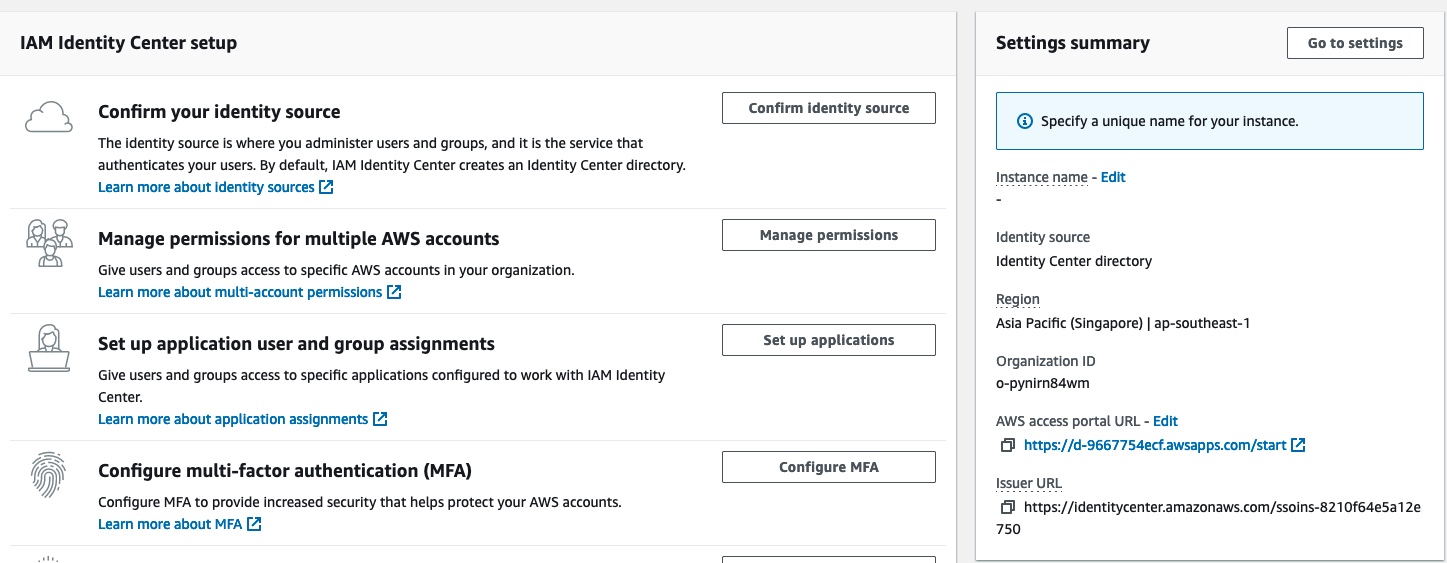 IAM Identity Center setup
Confirm your identity source
Confirm identity source
The identity source is where you administer users and groups, and it is the service that
authenticates your users. By default, IAM Identity Center creates an Identity Center directory.
Learn more about identity sources
Manage permissions for multiple AWS accounts
Manage permissions
Give users and groups access to specific AWS accounts in your organization.
Learn more about multi-account permissions
Set up application user and group assignments
Set up applications
Give users and groups access to specific applications configured to work with IAM Identity
Center.
Learn more about application assignments
Configure multi-factor authentication (MFA)
Configure MFA
Configure MFA to provide increased security that helps protect your AWS accounts.
Learn more about MFA
Settings summary
Go to settings
Specify a unique name for your instance.
Instance name - Edit
-
Identity source
Identity Center directory
Region
Asia Pacific (Singapore) | ap-southeast-1
Organization ID
o-pynirn84wm
AWS access portal URL - Edit
https://d-9667754ecf.awsapps.com/start
Issuer URL
https://identitycenter.amazonaws.com/ssoins-8210f64e5a12e
750